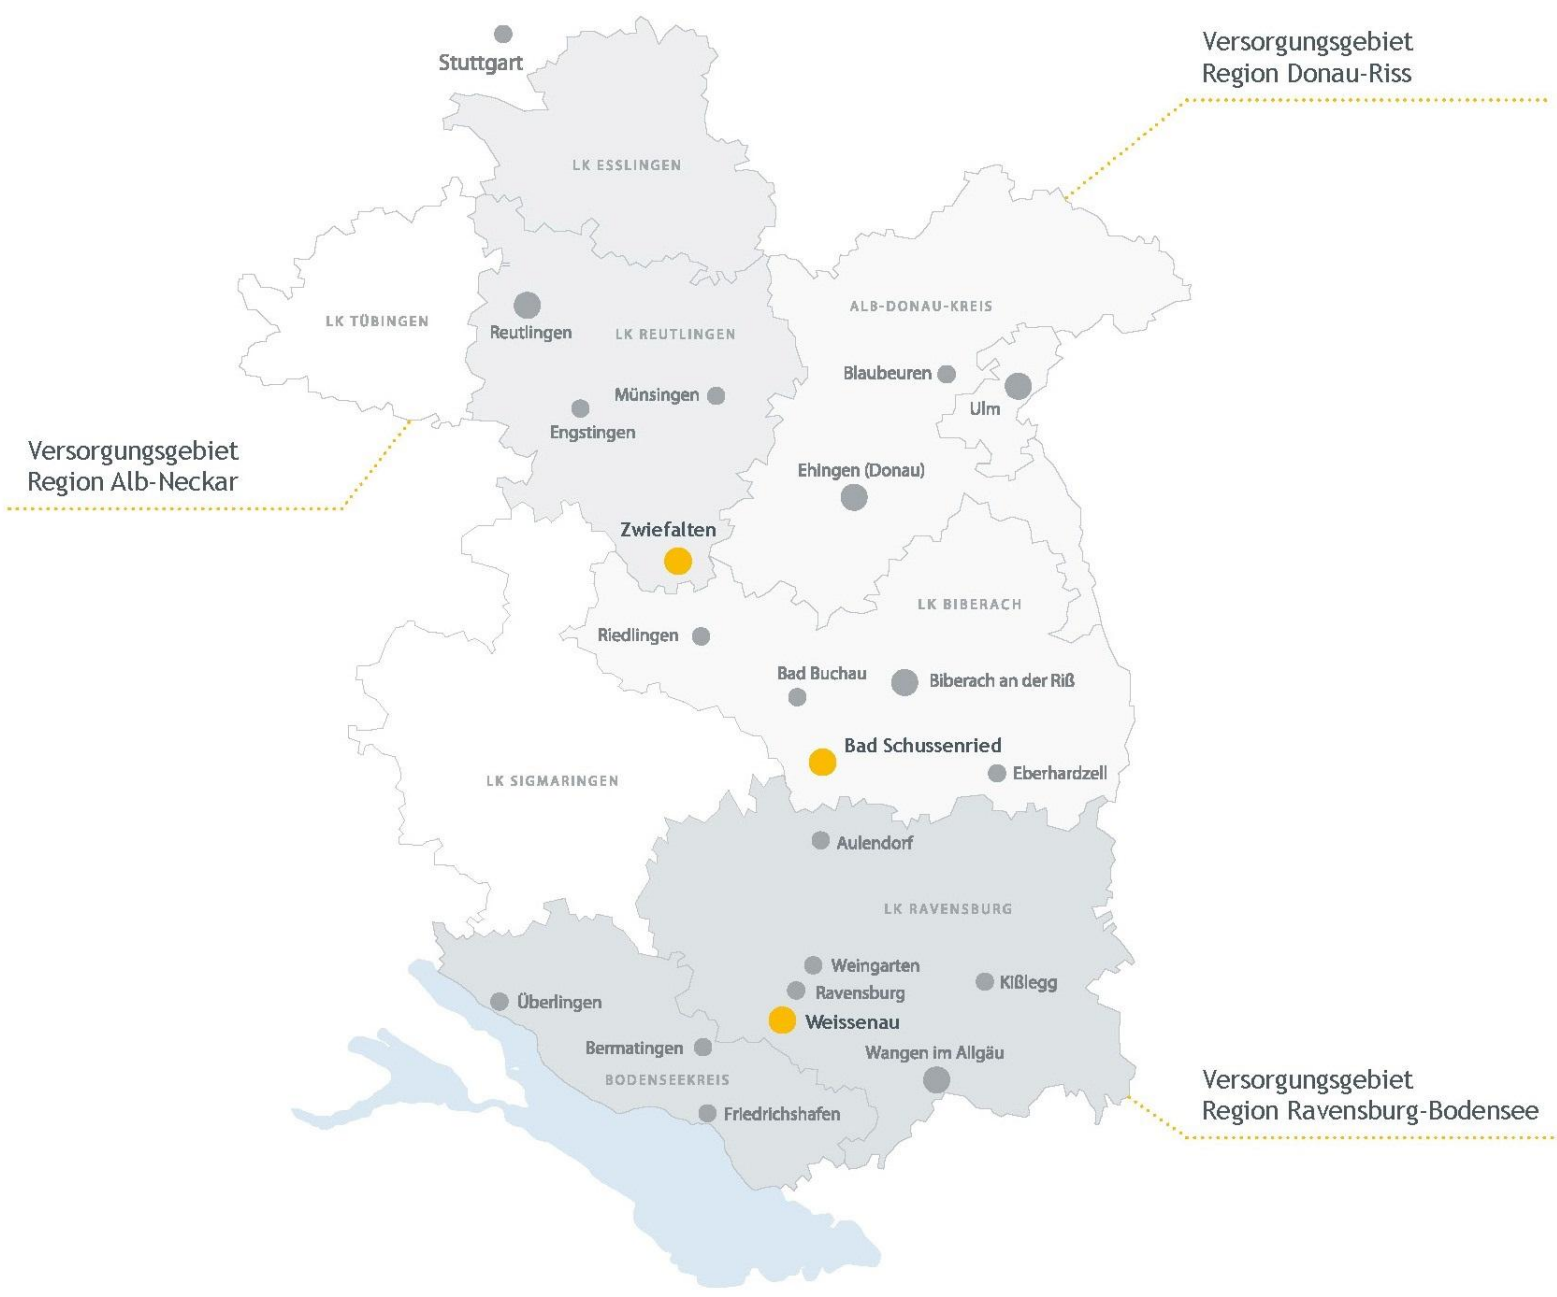 Stuttgart
Versorgungsgebiet
Region Donau-Riss
LK ESSLINGEN
LK TÜBINGEN
Reutlingen
LK REUTLINGEN
ALB-DONAU-KREIS
Blaubeuren
Ulm
Münsingen
Engstingen
Versorgungsgebiet
Region Alb-Neckar
Ehingen (Donau)
Zwiefalten
LK BIBERACH
Riedlingen
Bad Buchau
Biberach an der Riß
Bad Schussenried
Eberhardzell
LK SIGMARINGEN
Aulendorf
LK RAVENSBURG
Weingarten
Kißlegg
Ravensburg
Überlingen
Weissenau
Bermatingen
Wangen im Allgäu
BODENSEEKREIS
Friedrichshafen
Versorgungsgebiet
Region Ravensburg-Bodensee